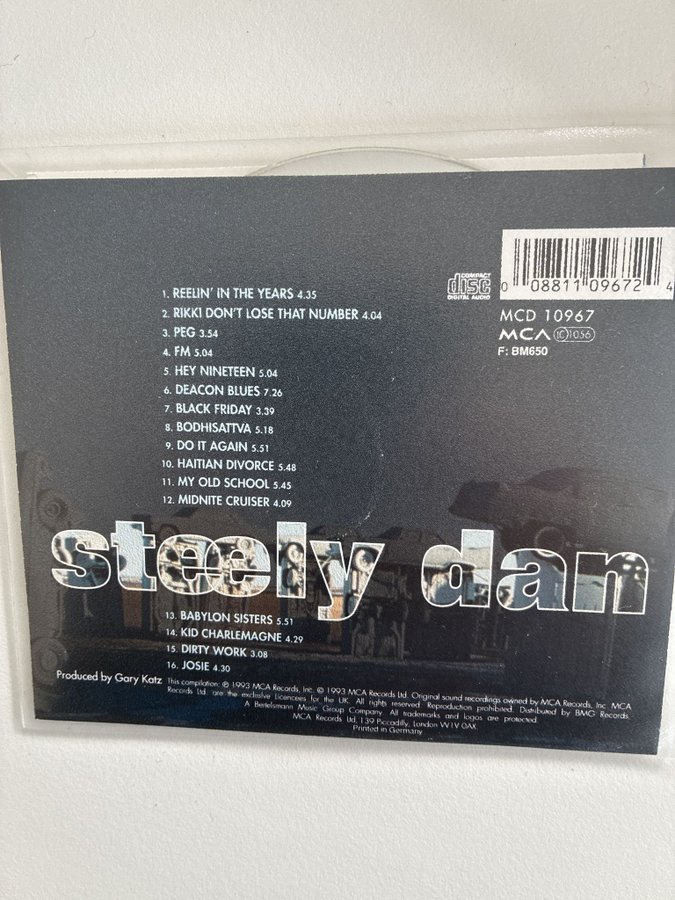 COMPACT
disc
DIGITAL AUDIO
0 08811 09672 4
MCD 10967
MCA LC 1056
F: BM650
1. REELIN' IN THE YEARS 4.35
2. RIKKI DON'T LOSE THAT NUMBER 4.04
3. PEG 3.54
4. FM 5.04
5. HEY NINETEEN 5.04
6. DEACON BLUES 7.26
7. BLACK FRIDAY 3.39
8. BODHISATTVA 5.18
9. DO IT AGAIN 5.51
10. HAITIAN DIVORCE 5.48
11. MY OLD SCHOOL 5.45
12. MIDNITE CRUISER 4.09
steely dan
13. BABYLON SISTERS 5.51
14. KID CHARLEMAGNE 4.29
15. DIRTY WORK 3.08
16. JOSIE 4.30
Produced by Gary Katz
This compilation: ℗ 1993 MCA Records, Inc. © 1993 MCA Records Ltd. Original sound recordings owned by MCA Records, Inc. MCA
Records Ltd. are the exclusive Licencees for the UK. All rights reserved. Reproduction prohibited. Distributed by BMG Records.
A Bertelsmann Music Group Company. All trademarks and logos are protected.
MCA Records Ltd, 139 Piccadilly, London W1V 0AX
Printed in Germany